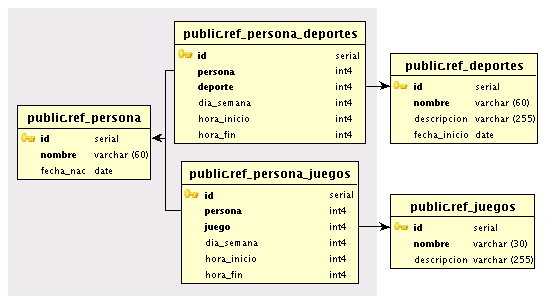 public.ref_persona_deportes
id serial
persona int4
deporte int4
dia_semana int4
hora_inicio int4
hora_fin int4
public.ref_deportes
id serial
nombre varchar (60)
descripcion varchar (255)
fecha_inicio date
public.ref_persona
id serial
nombre varchar (60)
fecha_nac date
public.ref_persona_juegos
id serial
persona int4
juego int4
dia_semana int4
hora_inicio int4
hora_fin int4
public.ref_juegos
id serial
nombre varchar (30)
descripcion varchar (255)